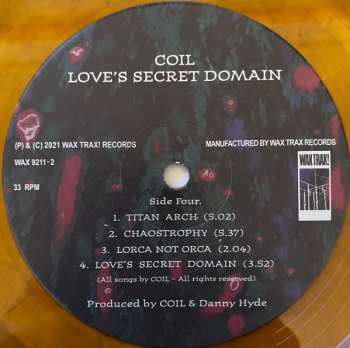 COIL
LOVE'S SECRET DOMAIN
(P) & (C) 2021 WAX TRAX! RECORDS
MANUFACTURED BY WAX TRAX RECORDS
WAX 9211-2
WAX TRAX!
33 RPM
Side Four.
1. TITAN ARCH (5.02)
2. CHAOSTROPHY (5.37)
3. LORCA NOT ORCA (2.04)
4. LOVE'S SECRET DOMAIN (3.52)
(All songs by COIL - All rights reserved)
Produced by COIL & Danny Hyde